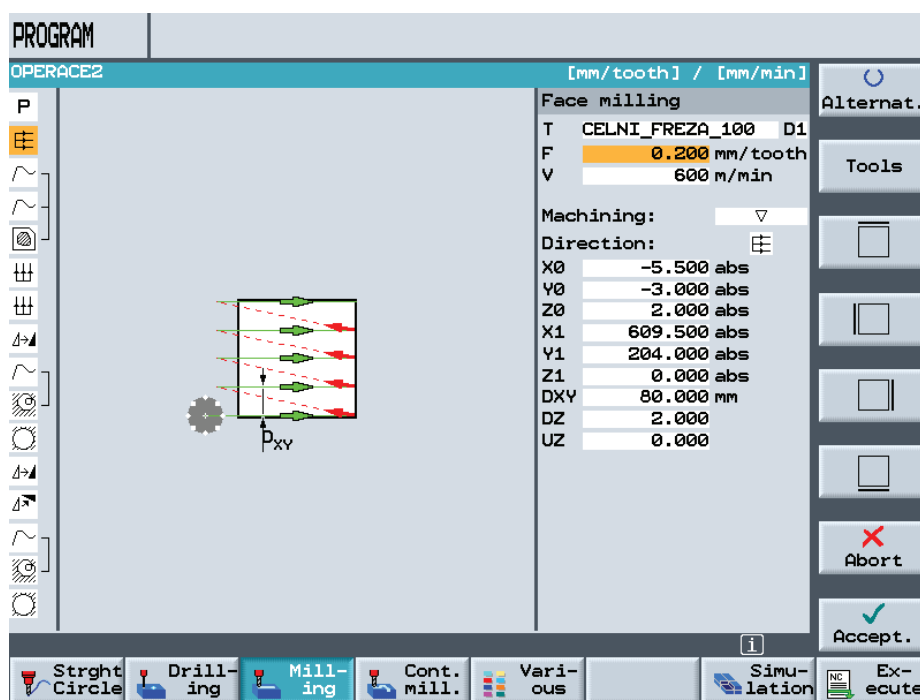 PROGRAM
OPERACE2 [mm/tooth] / [mm/min]
P
Face milling
T CELNI_FREZA_100 D1
F 0.200 mm/tooth
V 600 m/min
Machining: ▽
Direction:
X0 -5.500 abs
Y0 -3.000 abs
Z0 2.000 abs
X1 609.500 abs
Y1 204.000 abs
Z1 0.000 abs
DXY 80.000 mm
DZ 2.000
UZ 0.000
DXY
Alternat.
Tools
Abort
Accept.
i
Strght
Circle
Drill-
ing
Mill-
ing
Cont.
mill.
Vari-
ous
Simu-
lation
NC
Ex-
ecute